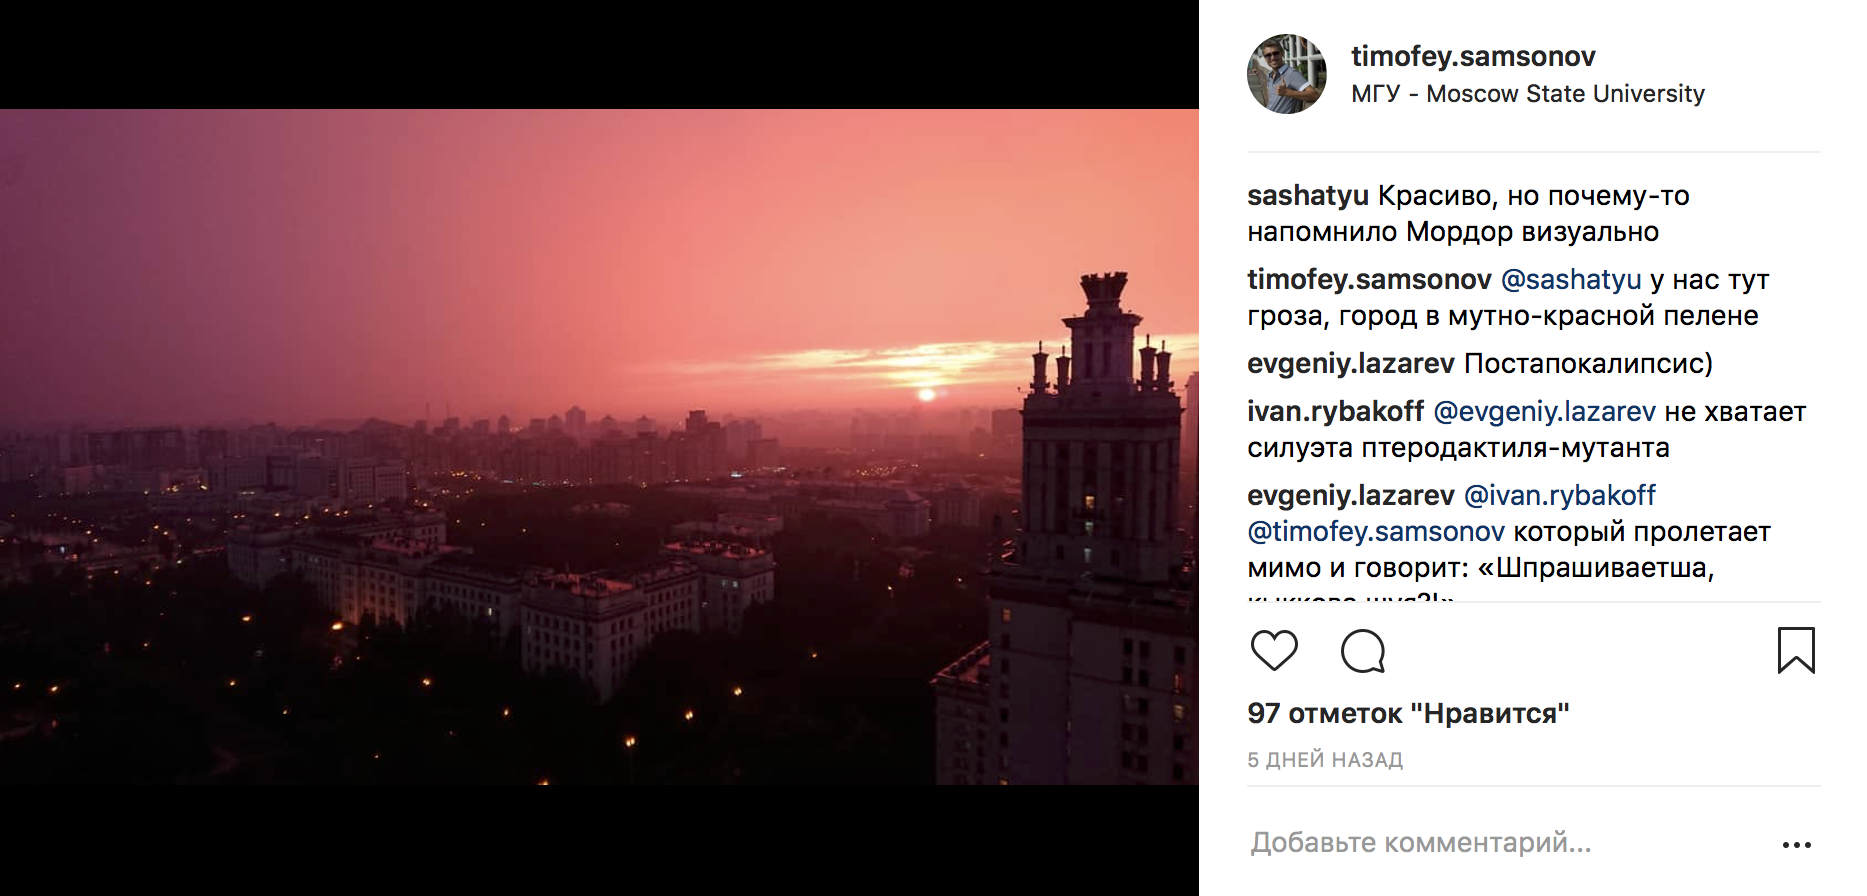 timofey.samsonov
МГУ - Moscow State University
sashatyu Красиво, но почему-то
напомнило Мордор визуально
timofey.samsonov @sashatyu у нас тут
гроза, город в мутно-красной пелене
evgeniy.lazarev Постапокалипсис)
ivan.rybakoff @evgeniy.lazarev не хватает
силуэта птеродактиля-мутанта
evgeniy.lazarev @ivan.rybakoff
@timofey.samsonov который пролетает
мимо и говорит: «Шпрашиваетша,
97 отметок "Нравится"
5 ДНЕЙ НАЗАД
Добавьте комментарий...